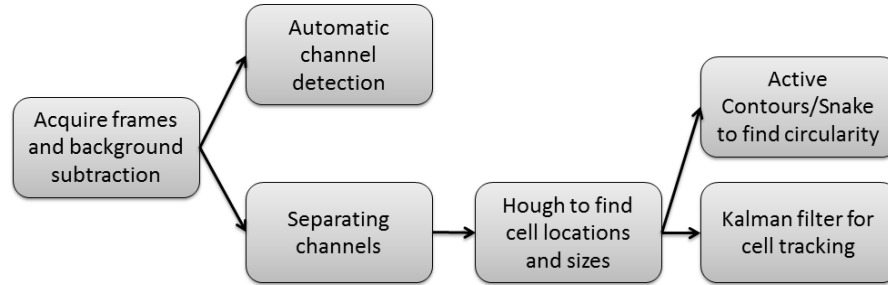 Automatic
channel
detection
Acquire frames
and background
subtraction
Separating
channels
Hough to find
cell locations
and sizes
Active
Contours/Snake
to find circularity
Kalman filter for
cell tracking